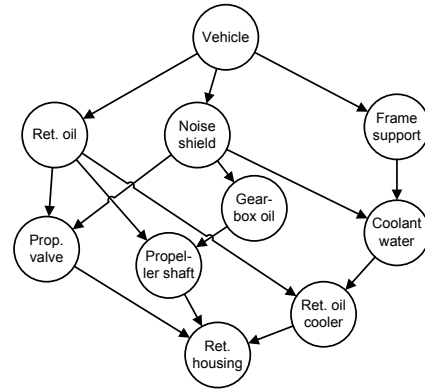 Vehicle
Ret. oil
Noise
shield
Frame
support
Gear-
box oil
Prop.
valve
Propel-
ler shaft
Coolant
water
Ret. oil
cooler
Ret.
housing